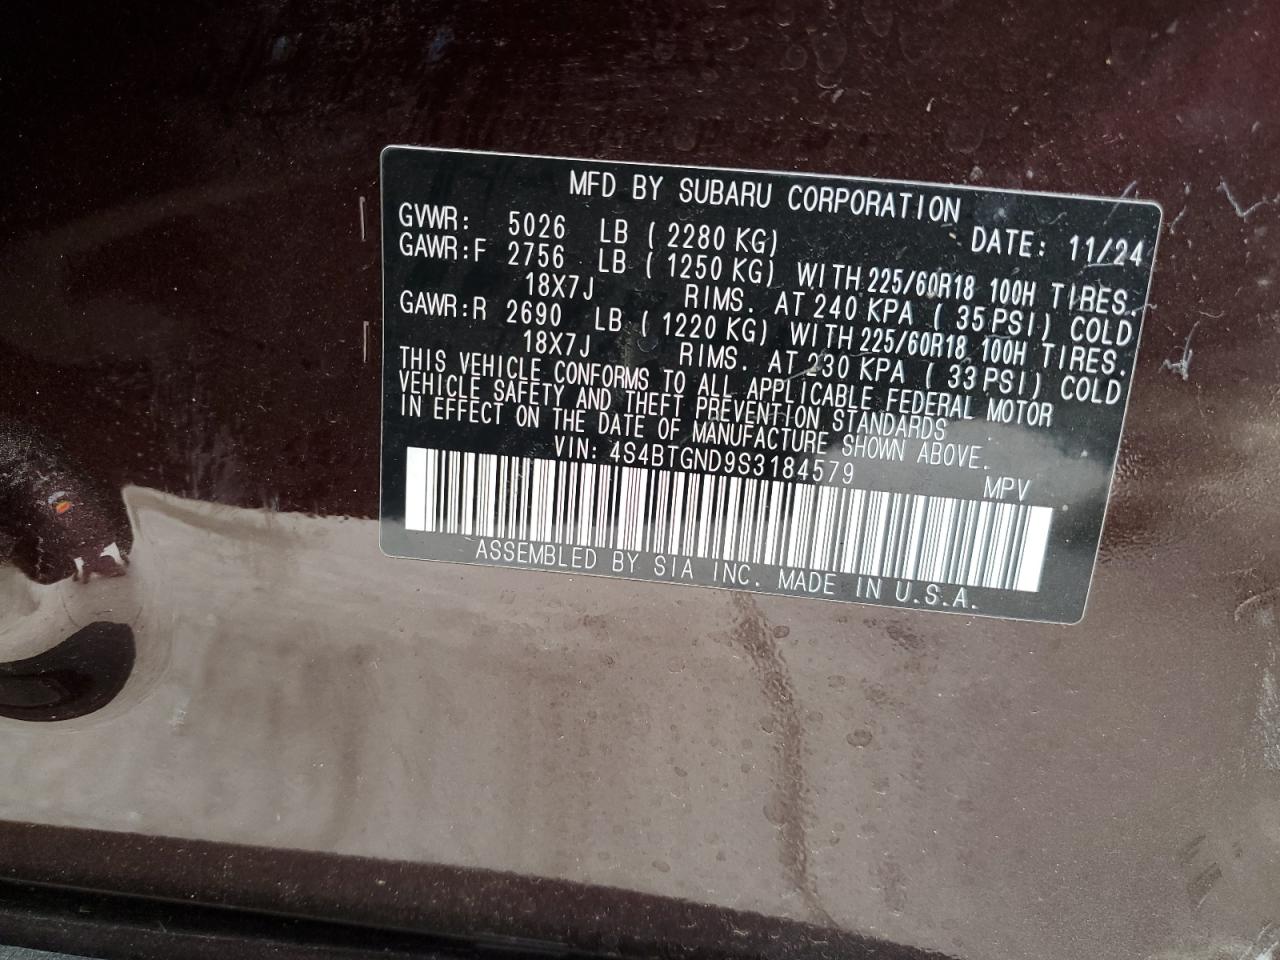 MFD BY SUBARU CORPORATION
GVWR: 5026 LB ( 2280 KG) DATE: 11/24
GAWR:F 2756 LB ( 1250 KG) WITH 225/60R18 100H TIRES.
18X7J RIMS. AT 240 KPA ( 35 PSI) COLD
GAWR:R 2690 LB ( 1220 KG) WITH 225/60R18 100H TIRES.
18X7J RIMS. AT 230 KPA ( 33 PSI) COLD
THIS VEHICLE CONFORMS TO ALL APPLICABLE FEDERAL MOTOR
VEHICLE SAFETY AND THEFT PREVENTION STANDARDS
IN EFFECT ON THE DATE OF MANUFACTURE SHOWN ABOVE.
VIN: 4S4BTGND9S3184579 MPV
ASSEMBLED BY SIA INC. MADE IN U.S.A.